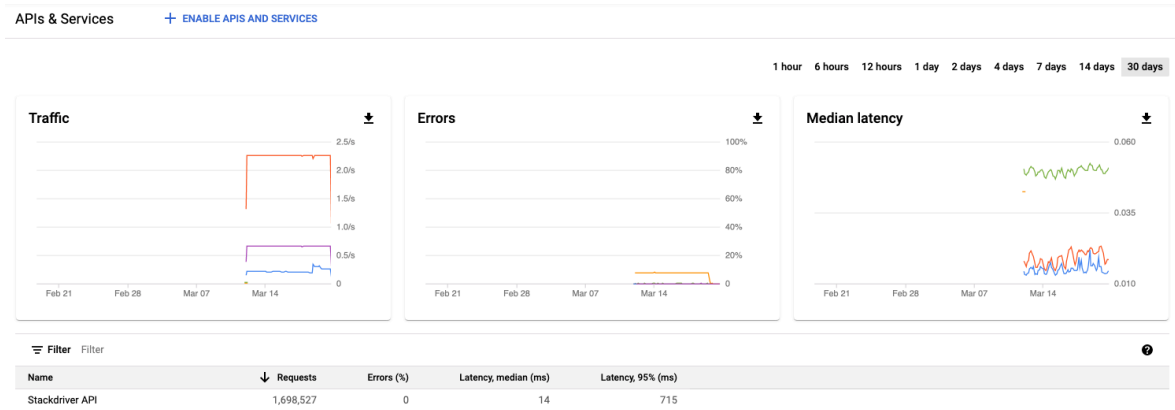 APIs & Services
+ ENABLE APIS AND SERVICES
1 hour 6 hours 12 hours 1 day 2 days 4 days 7 days 14 days 30 days
Traffic
2.5/s
2.0/s
1.5/s
1.0/s
0.5/s
0
Feb 21 Feb 28 Mar 07 Mar 14
Errors
100%
80%
60%
40%
20%
0
Feb 21 Feb 28 Mar 07 Mar 14
Median latency
0.060
0.035
0.010
Feb 21 Feb 28 Mar 07 Mar 14
Filter Filter
Name Requests Errors (%) Latency, median (ms) Latency, 95% (ms)
Stackdriver API 1,698,527 0 14 715